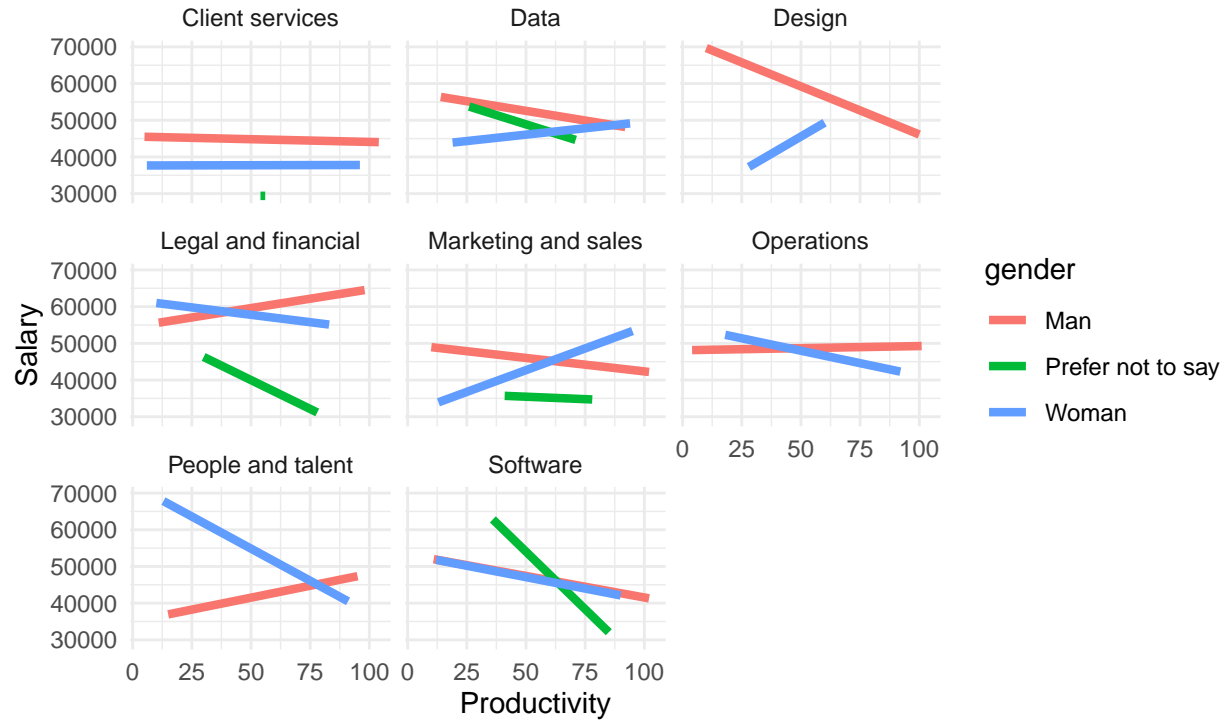 Client services
Data
Design
70000
60000
50000
40000
30000
Legal and financial
Marketing and sales
Operations
70000
60000
50000
40000
30000
0 25 50 75 100
People and talent
Software
70000
60000
50000
40000
30000
0 25 50 75 100
0 25 50 75 100
Salary
Productivity
gender
Man
Prefer not to say
Woman